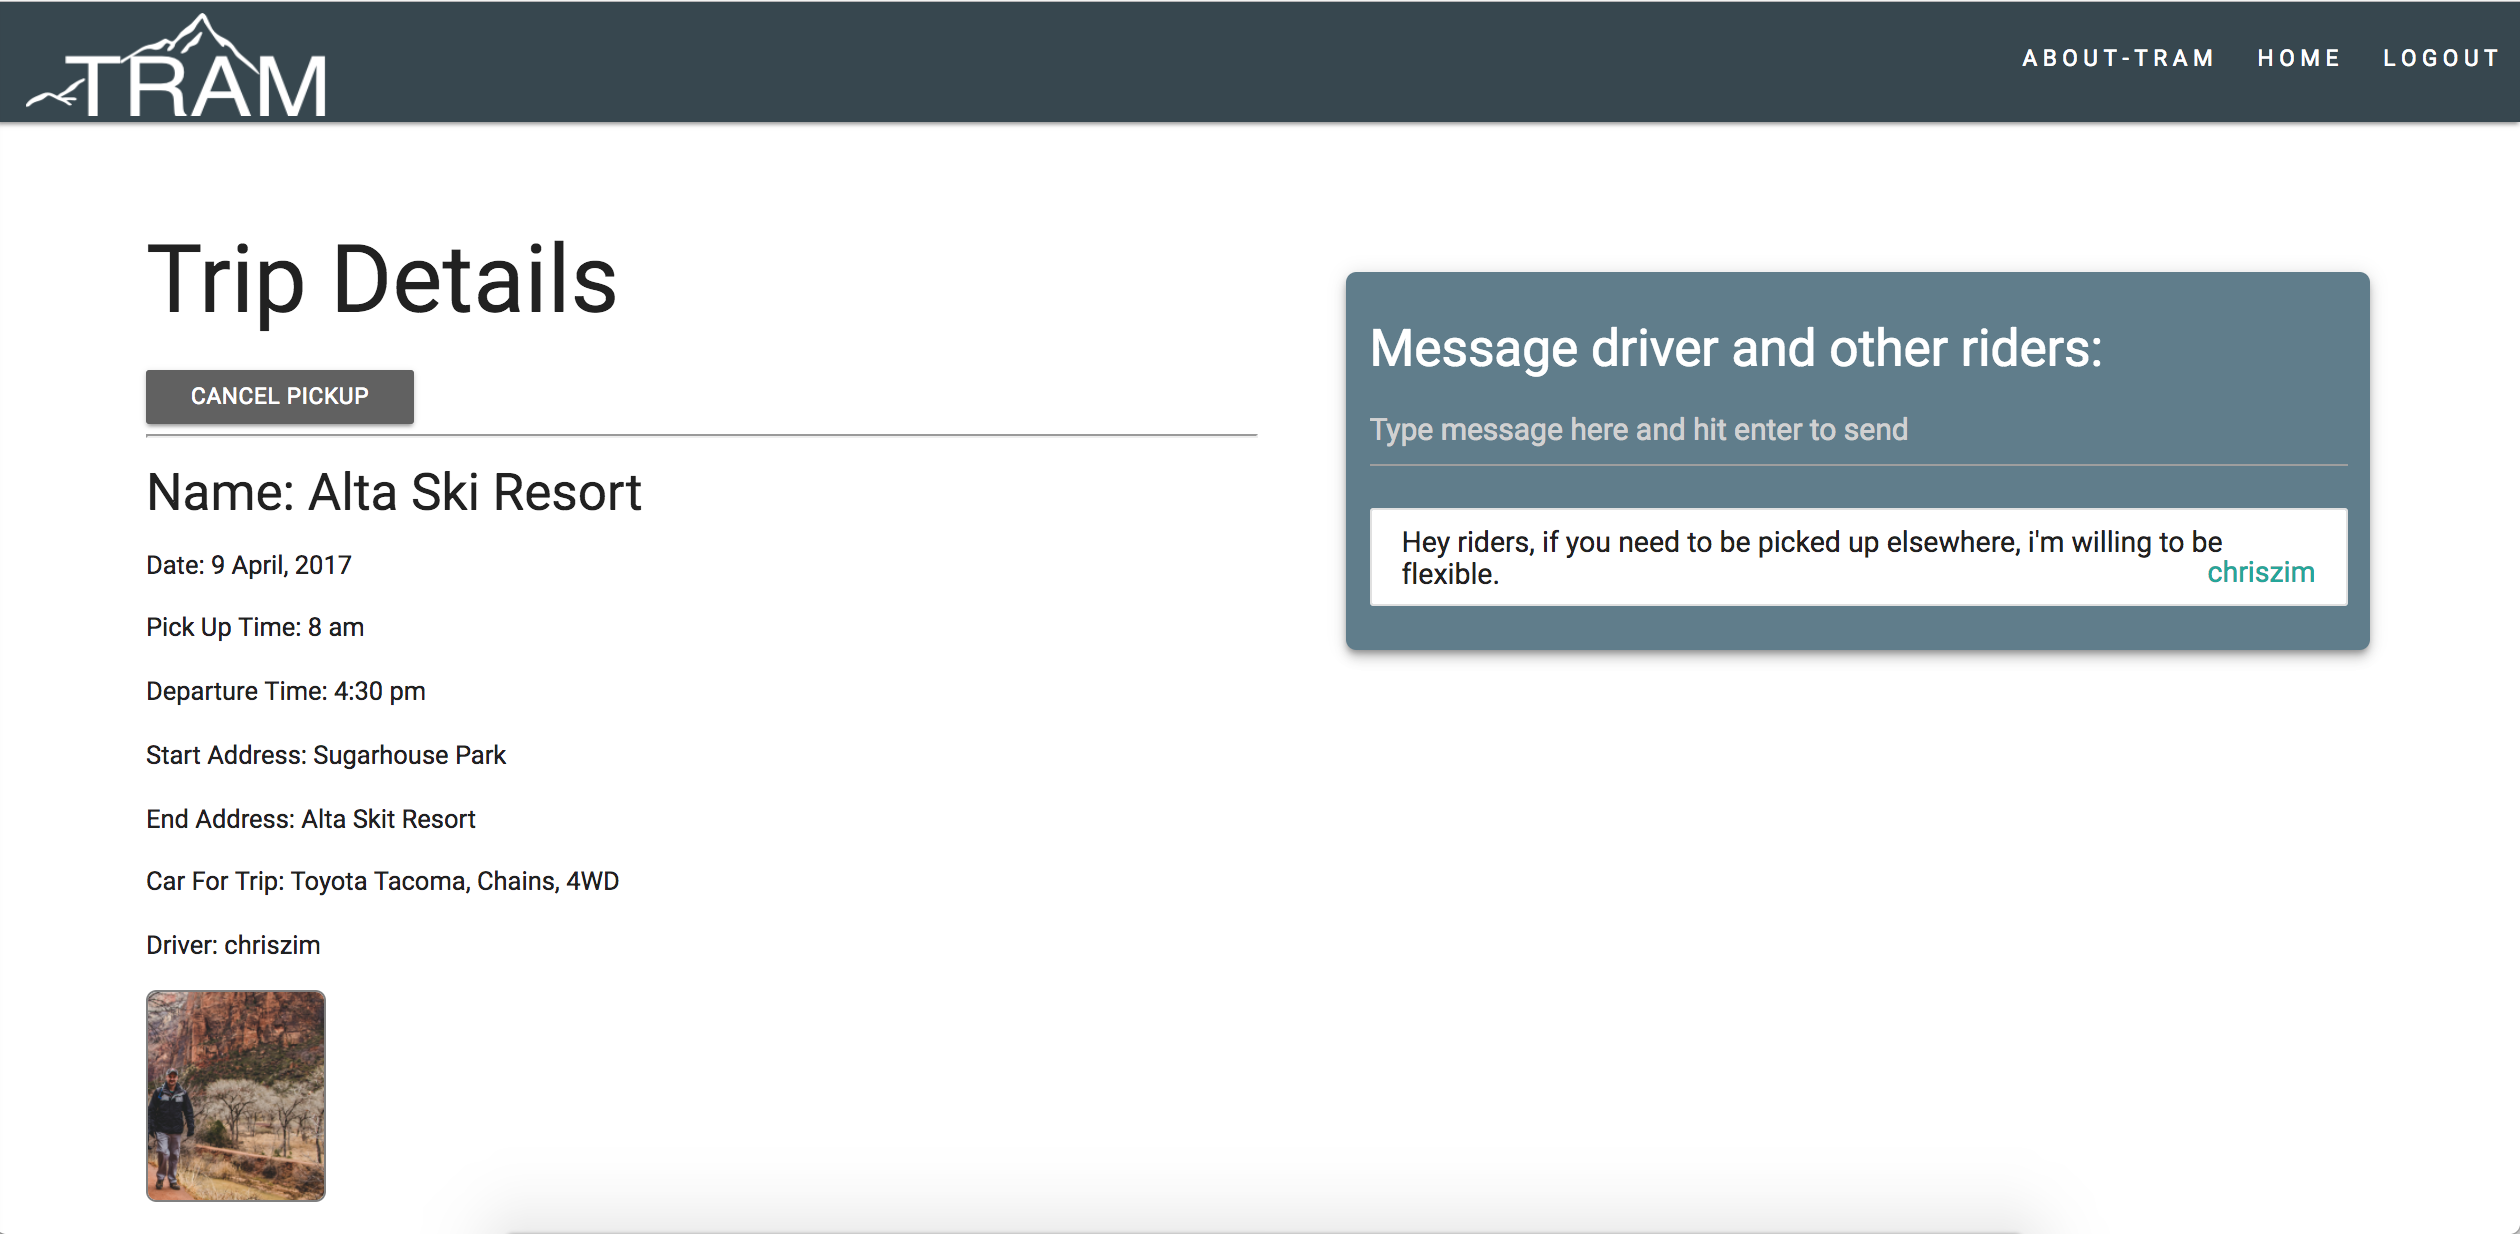 TRAM
ABOUT-TRAM HOME LOGOUT
Trip Details
CANCEL PICKUP
Name: Alta Ski Resort
Date: 9 April, 2017
Pick Up Time: 8 am
Departure Time: 4:30 pm
Start Address: Sugarhouse Park
End Address: Alta Skit Resort
Car For Trip: Toyota Tacoma, Chains, 4WD
Driver: chriszim
Message driver and other riders:
Type message here and hit enter to send
Hey riders, if you need to be picked up elsewhere, i'm willing to be
flexible.
chriszim